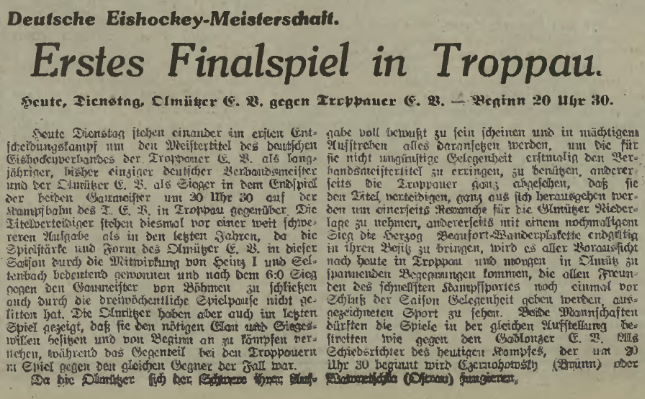 Deutsche Eishockey-Meisterschaft.
Erstes Finalspiel in Troppau.
Heute, Dienstag, Olmützer E. V. gegen Troppauer E. V. — Beginn 20 Uhr 30.
Heute Dienstag stehen einander im ersten Ent-
scheidungskampf um den Meistertitel des deutschen
Eishockeyverbandes der Troppauer E. V. als lang-
jähriger, bisher einziger deutscher Verbandsmeister
und der Olmützer E. V. als Sieger in dem Endspiel
der beiden Gaumeister um 20 Uhr 30 auf der
Kampfbahn des T. E. V. in Troppau gegenüber. Die
Titelverteidiger stehen diesmal vor einer weit schwe-
reren Aufgabe als in den letzten Jahren, da die
Spielstärke und Form des Olmützer E. V. in dieser
Saison durch die Mitwirkung von Heinz I und Sel-
tenbach bedeutend gewonnen und nach dem 6:0 Sieg
gegen den Gaumeister von Böhmen zu schließen
auch durch die dreiwöchentliche Spielpause nicht ge-
litten hat. Die Olmützer haben aber auch im letzten
Spiel gezeigt, daß sie den nötigen Elan und Sieges-
willen besitzen und von Beginn an zu kämpfen ver-
stehen, während das Gegenteil bei den Troppauern
im Spiel gegen den gleichen Gegner der Fall war.
Da die Olmützer sich der Schwere ihrer Auf-
gabe voll bewußt zu sein scheinen und in mächtigem
Aufstreben alles daransetzen werden, um die für
sie nicht ungünstige Gelegenheit erstmalig den Ver-
bandsmeistertitel zu erringen, zu benützen, anderer-
seits die Troppauer ganz abgesehen, daß sie
den Titel verteidigen, ganz aus sich herausgehen wer-
den um einerseits Revanche für die Olmützer Nieder-
lage zu nehmen, andererseits mit einem nochmaligem
Sieg die Herzog Beaufort-Wanderplakette endgültig
in ihren Besitz zu bringen, wird es aller Voraussicht
nach heute in Troppau und morgen in Olmütz zu
spannenden Begegnungen kommen, die allen Freun-
den des schnellsten Kampfsportes noch einmal vor
Schluß der Saison Gelegenheit geben werden, aus-
gezeichneten Sport zu sehen. Beide Mannschaften
dürften die Spiele in der gleichen Aufstellung be-
streiten wie gegen den Gablonzer E. V. Als
Schiedsrichter des heutigen Kampfes, der um 20
Uhr 30 beginnt wird Czernohowsky (Brünn) oder
(Ostrau) fungieren.